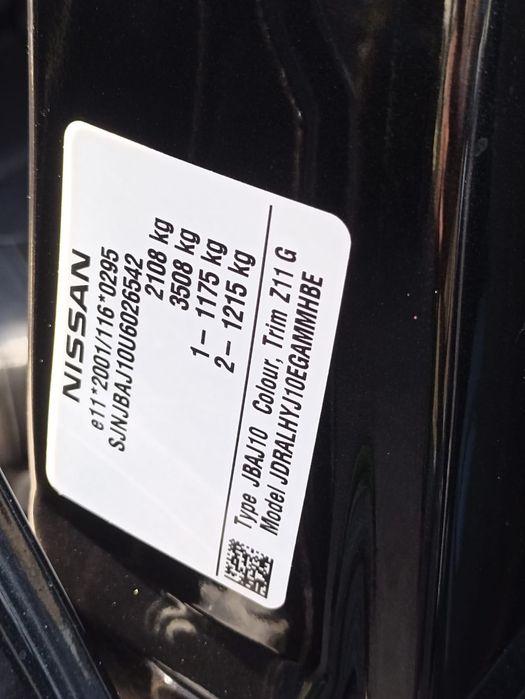 NISSAN
e11*2001/116*0295
SJNJBAJ10U6026542
2108 kg
3508 kg
1– 1175 kg
2– 1215 kg
Type JBAJ10 Colour, Trim Z11 G
Model JDRALHYJ10EGAMMHBE